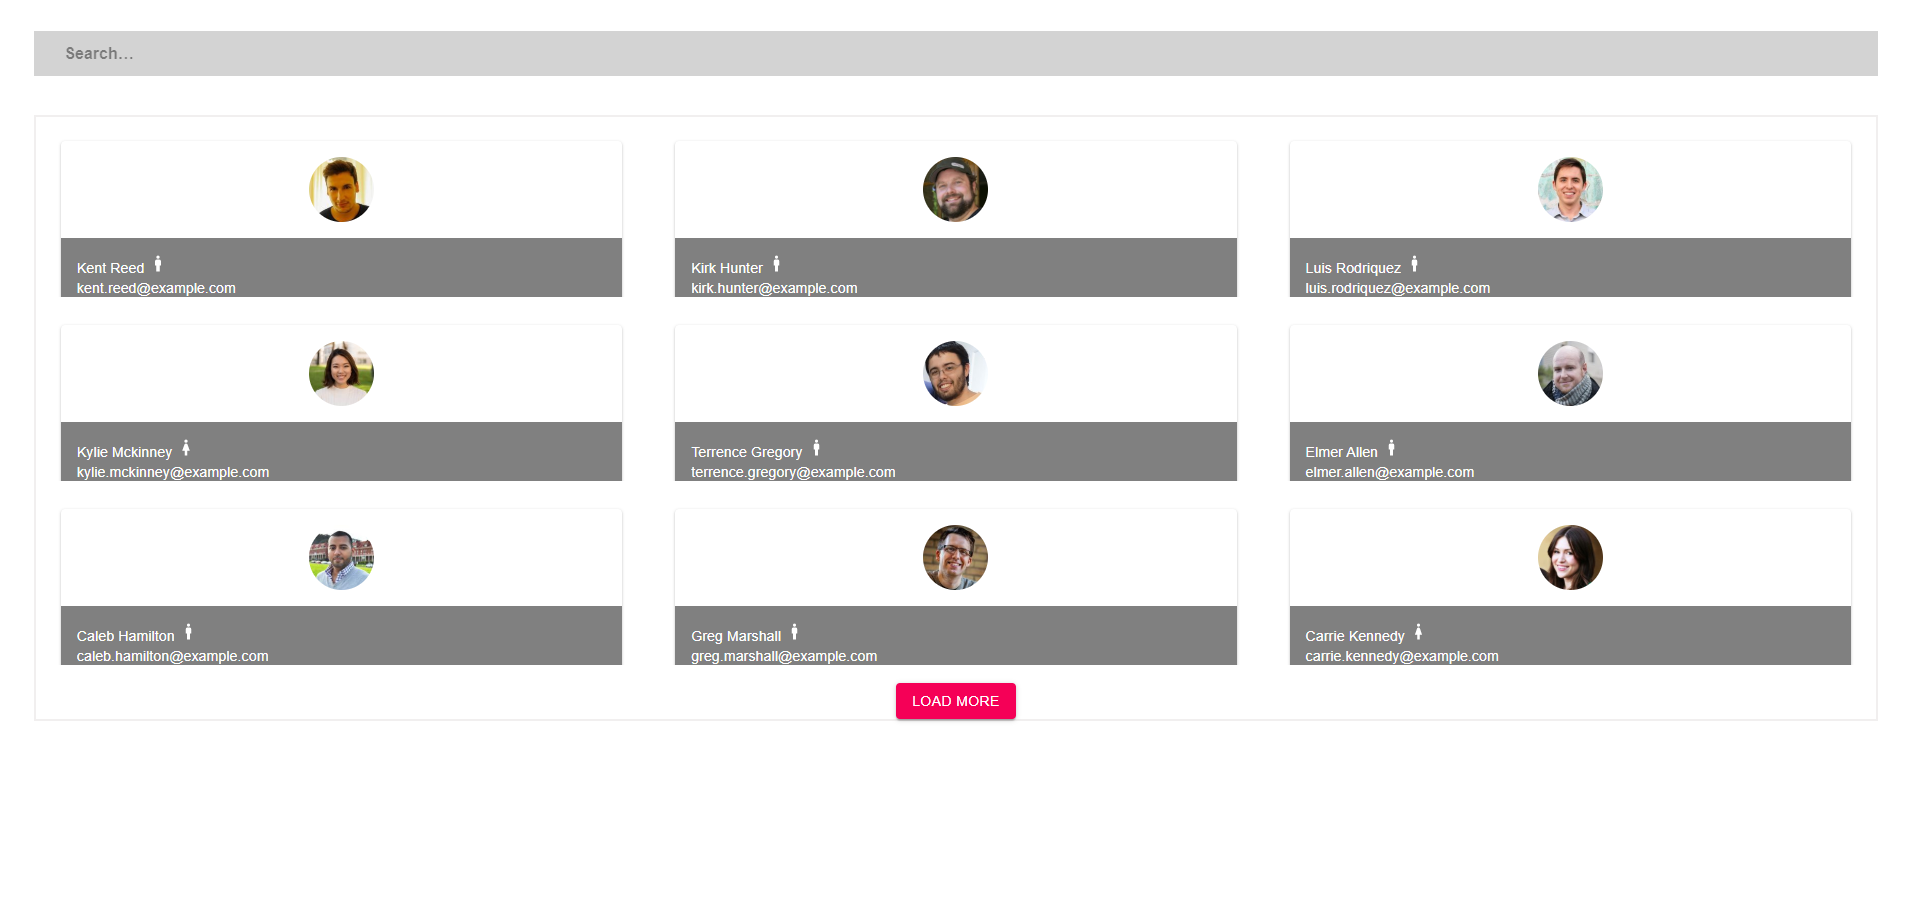 Search...
Kent Reed
kent.reed@example.com
Kirk Hunter
kirk.hunter@example.com
Luis Rodriquez
luis.rodriquez@example.com
Kylie Mckinney
kylie.mckinney@example.com
Terrence Gregory
terrence.gregory@example.com
Elmer Allen
elmer.allen@example.com
Caleb Hamilton
caleb.hamilton@example.com
Greg Marshall
greg.marshall@example.com
Carrie Kennedy
carrie.kennedy@example.com
LOAD MORE